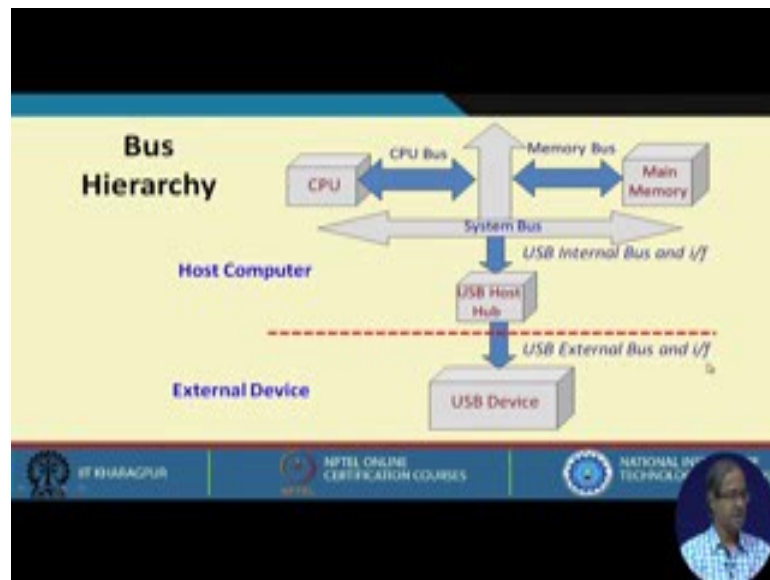 Bus
Hierarchy
CPU Bus
Memory Bus
CPU
Main
Memory
System Bus
USB Internal Bus and i/f
Host Computer
USB Host
Hub
USB External Bus and i/f
External Device
USB Device
IIT KHARAGPUR
NPTEL
NPTEL ONLINE
CERTIFICATION COURSES
NATIONAL